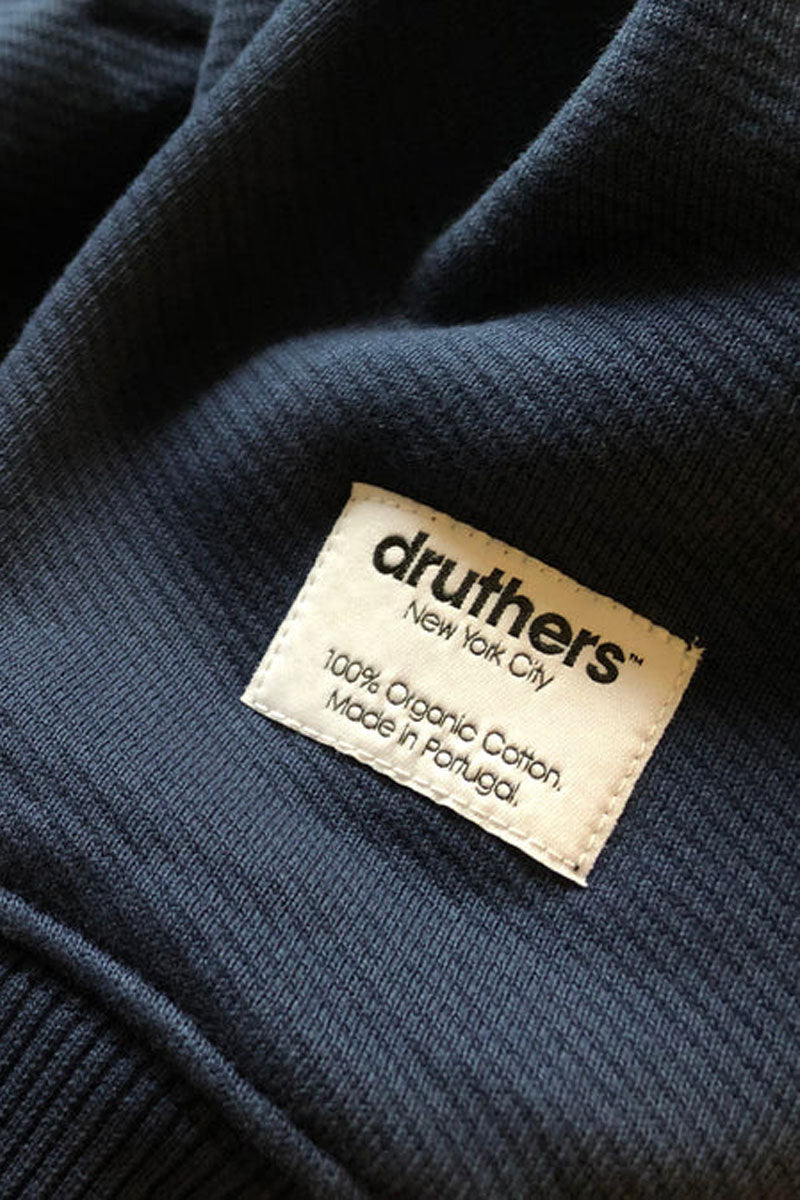 druthers™
New York City
100% Organic Cotton.
Made in Portugal.